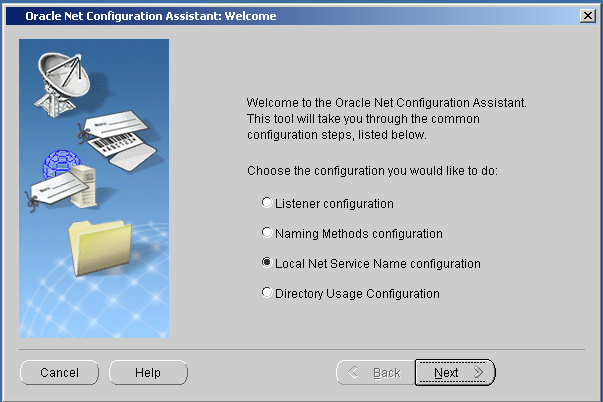 Oracle Net Configuration Assistant: Welcome
Welcome to the Oracle Net Configuration Assistant.
This tool will take you through the common
configuration steps, listed below.
Choose the configuration you would like to do:
Listener configuration
Naming Methods configuration
Local Net Service Name configuration
Directory Usage Configuration
Cancel
Help
Back
Next